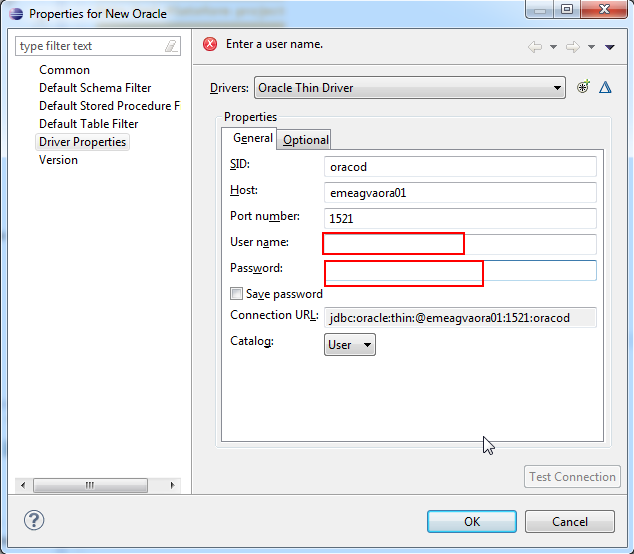 Properties for New Oracle
type filter text
Common
Default Schema Filter
Default Stored Procedure F
Default Table Filter
Driver Properties
Version
Enter a user name.
Drivers: Oracle Thin Driver
Properties
General Optional
SID: oracod
Host: emeagvaora01
Port number: 1521
User name:
Password:
Save password
Connection URL: jdbc:oracle:thin:@emeagvaora01:1521:oracod
Catalog: User
Test Connection
OK Cancel